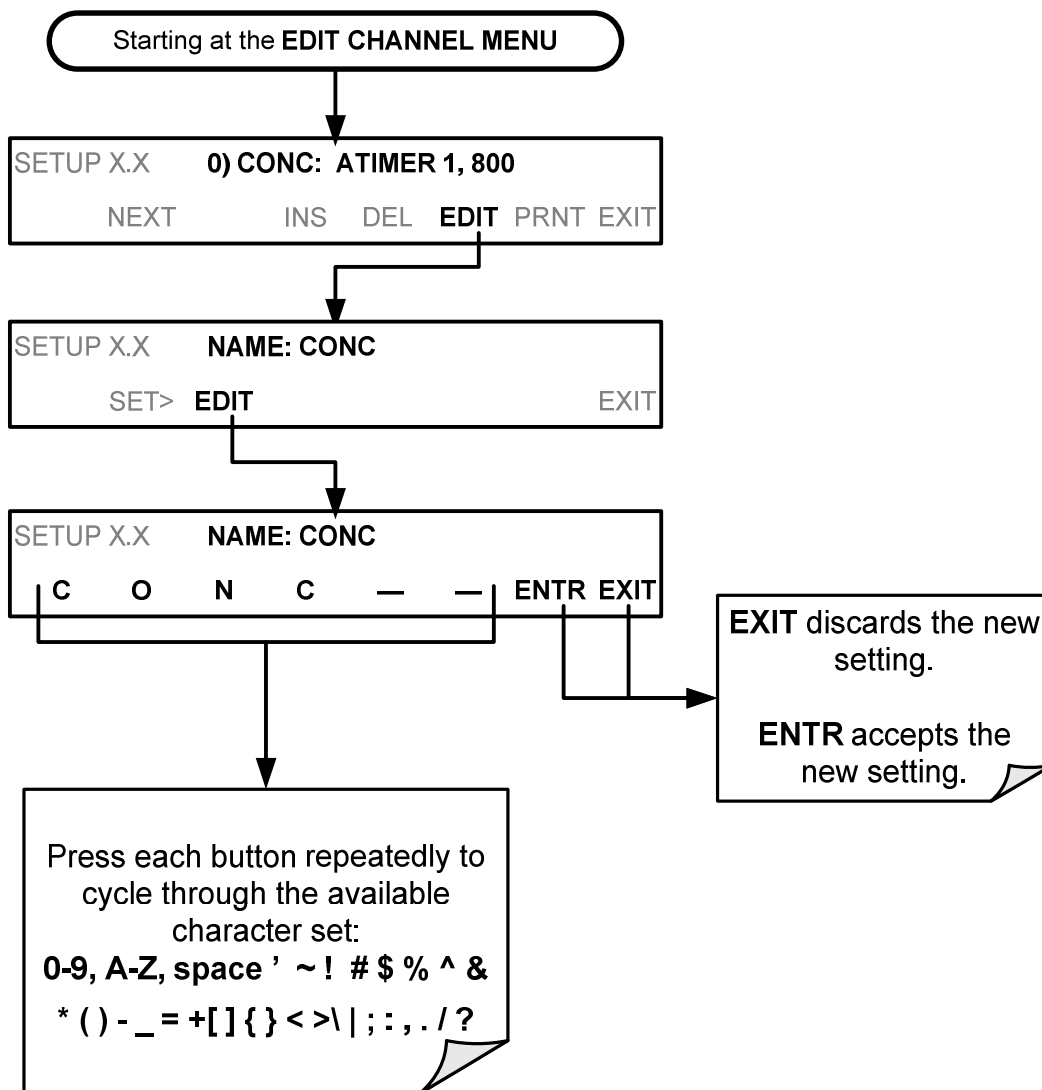 Starting at the EDIT CHANNEL MENU
SETUP X.X 0) CONC: ATIMER 1, 800
NEXT INS DEL EDIT PRNT EXIT
SETUP X.X NAME: CONC
SET> EDIT EXIT
SETUP X.X NAME: CONC
C O N C — — ENTR EXIT
EXIT discards the new
setting.
ENTR accepts the
new setting.
Press each button repeatedly to
cycle through the available
character set:
0-9, A-Z, space ’ ~ ! # $ % ^ &
* ( ) - _ = +[ ] { } < >\ | ; : , . / ?